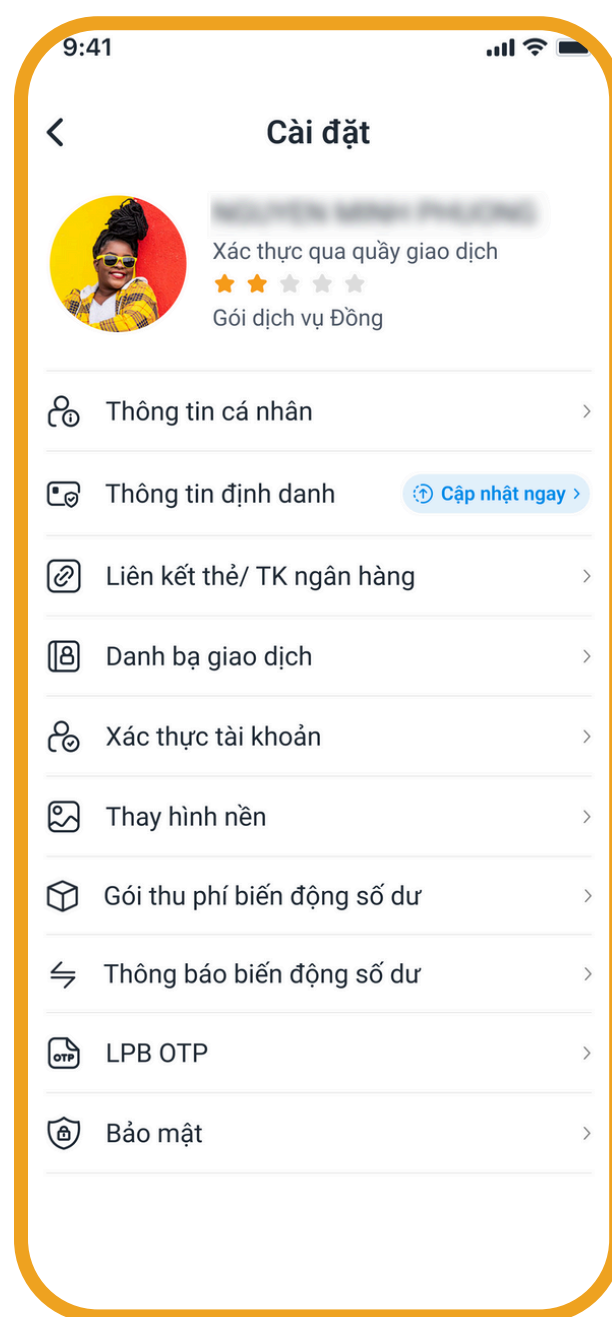 9:41
Cài đặt
Xác thực qua quầy giao dịch
Gói dịch vụ Đồng
Thông tin cá nhân
Thông tin định danh
Cập nhật ngay
Liên kết thẻ/ TK ngân hàng
Danh bạ giao dịch
Xác thực tài khoản
Thay hình nền
Gói thu phí biến động số dư
Thông báo biến động số dư
OTP
LPB OTP
Bảo mật